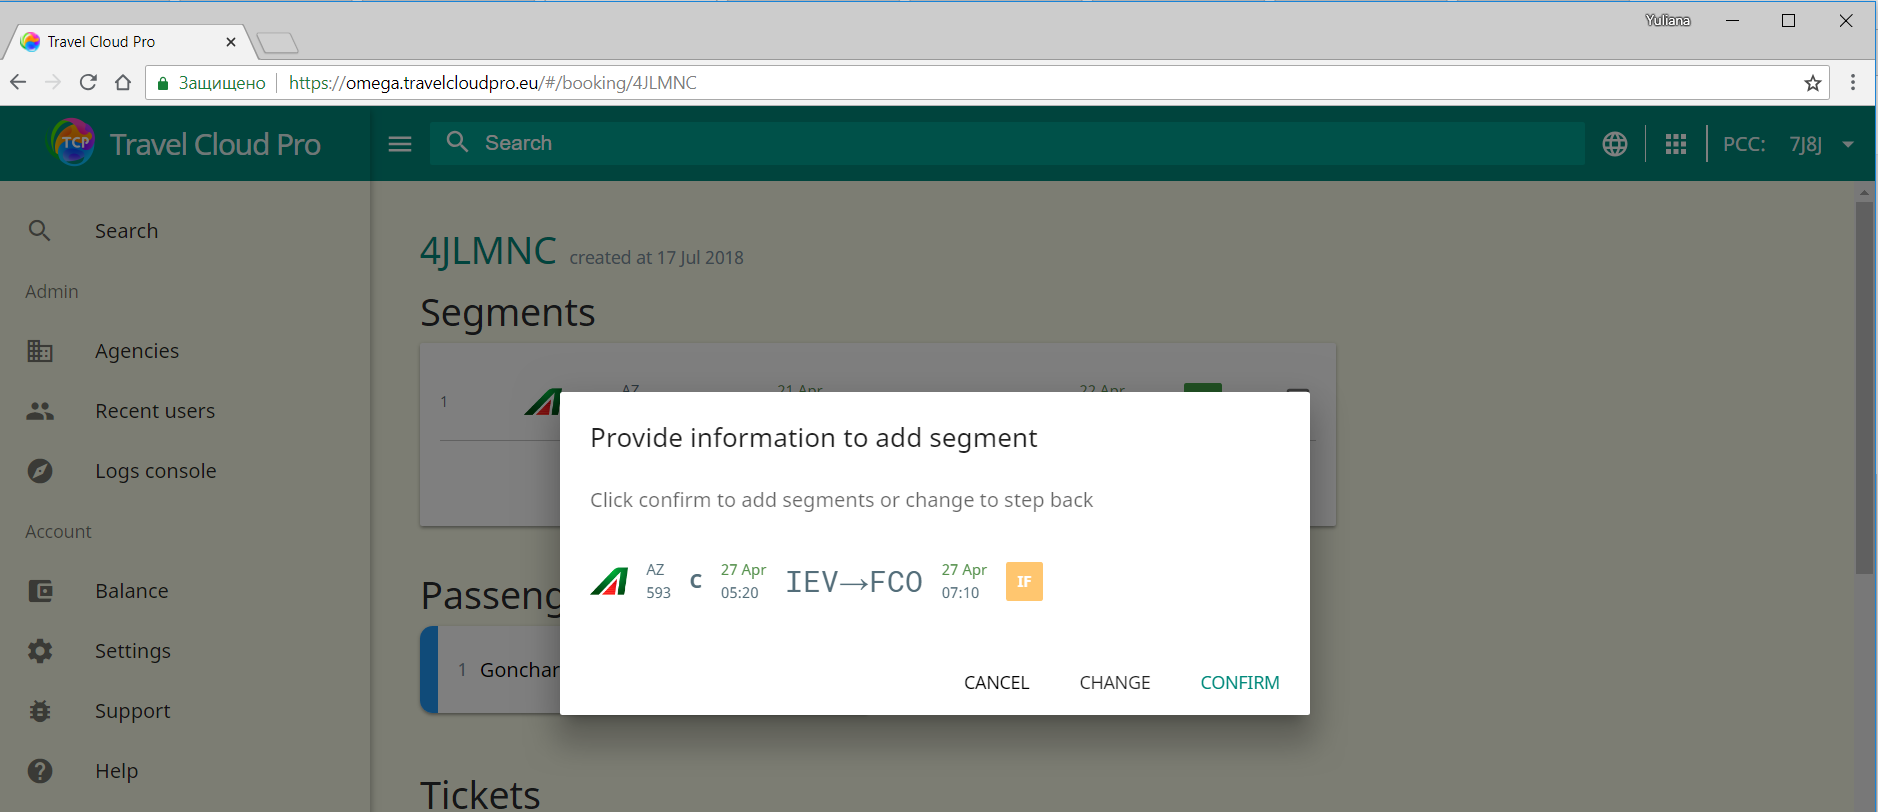 Yuliana
Travel Cloud Pro
Защищено https://omega.travelcloudpro.eu/#/booking/4JLMNC
TCP Travel Cloud Pro
Search
PCC: 7J8J
Search
Admin
Agencies
Recent users
Logs console
Account
Balance
Settings
Support
Help
4JLMNC created at 17 Jul 2018
Segments
1 AZ 21 Apr 22 Apr
Provide information to add segment
Click confirm to add segments or change to step back
AZ 27 Apr 27 Apr
C IEV→FCO IF
593 05:20 07:10
CANCEL CHANGE CONFIRM
Passeng
1 Gonchar
Tickets